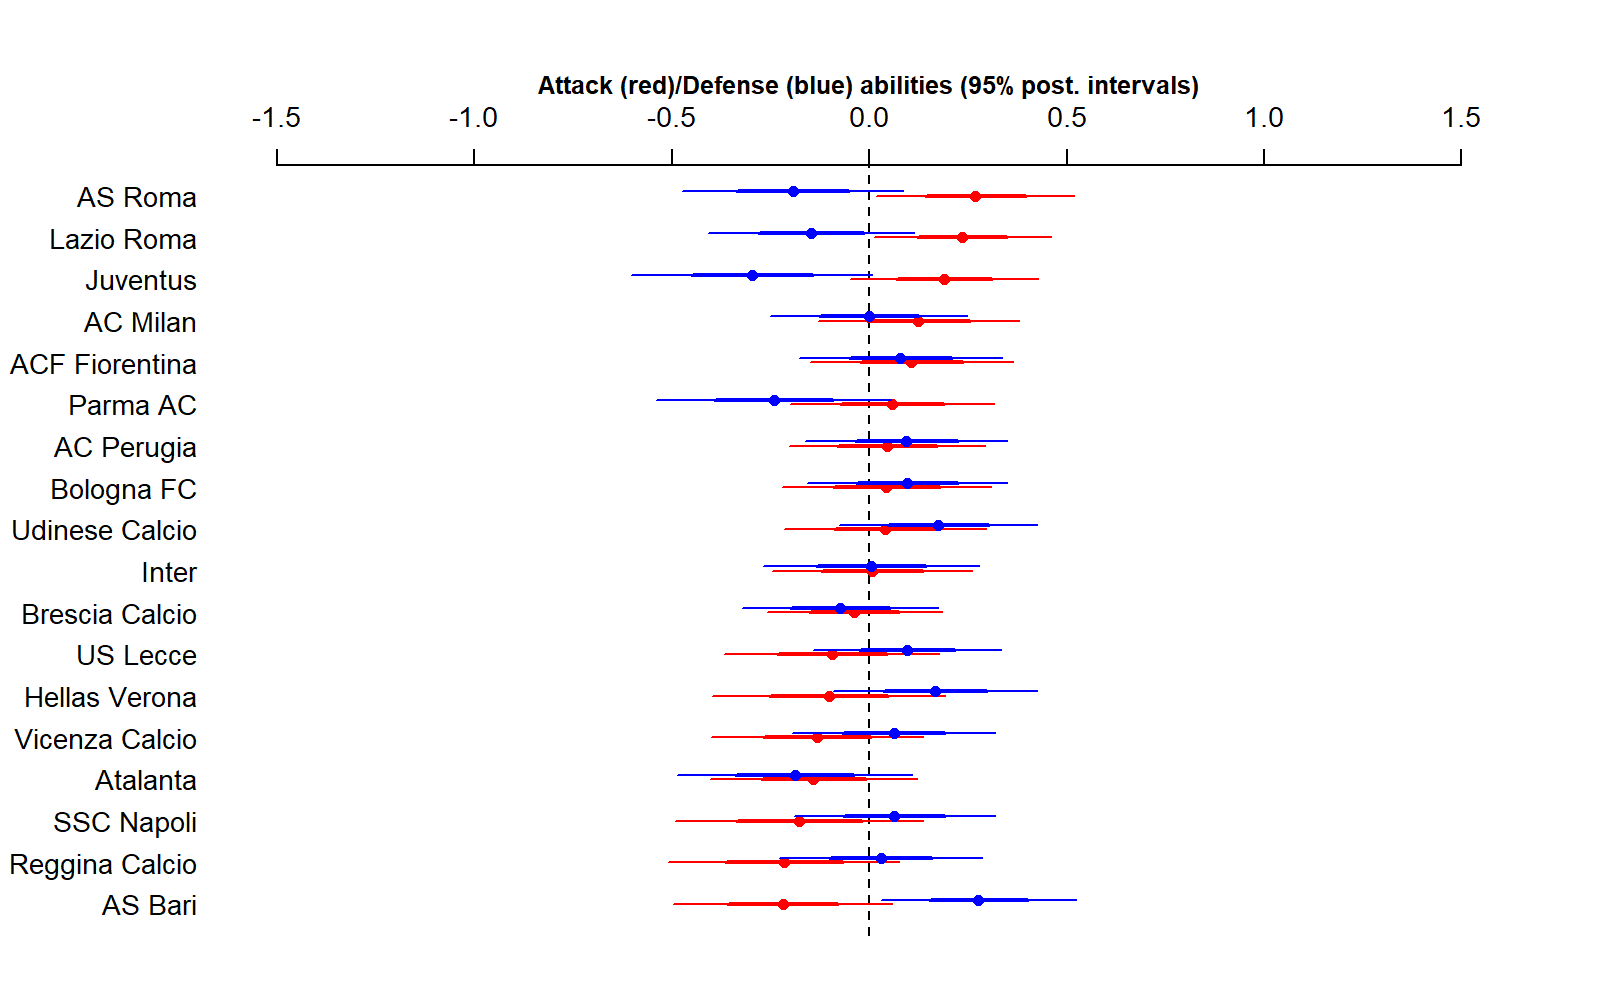 Attack (red)/Defense (blue) abilities (95% post. intervals)
-1.5 -1.0 -0.5 0.0 0.5 1.0 1.5
AS Roma
Lazio Roma
Juventus
AC Milan
ACF Fiorentina
Parma AC
AC Perugia
Bologna FC
Udinese Calcio
Inter
Brescia Calcio
US Lecce
Hellas Verona
Vicenza Calcio
Atalanta
SSC Napoli
Reggina Calcio
AS Bari